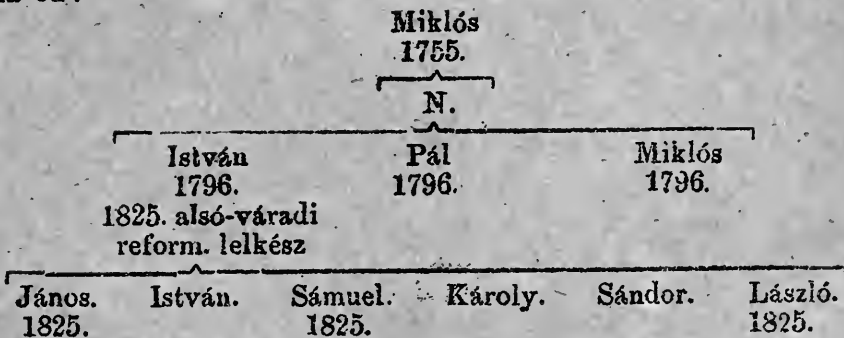 Miklós
1755.
N.
István Pál Miklós
1796. 1796. 1796.
1825. alsó-váradi
reform. lelkész
János. István. Sámuel. Károly. Sándor. László.
1825. 1825. 1825.